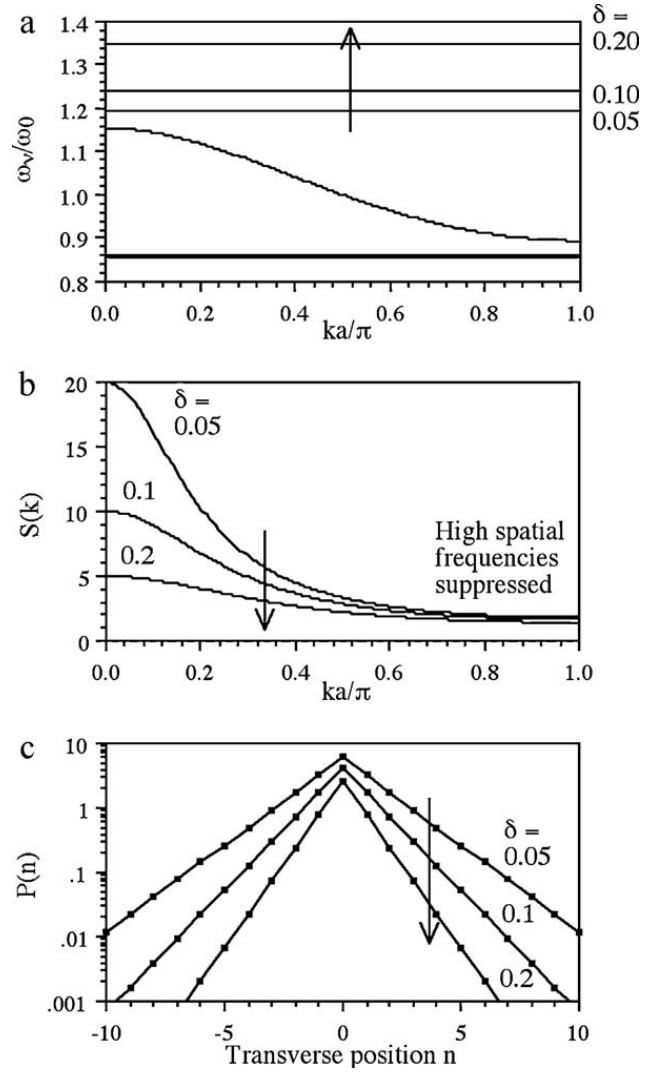 a
δ =
0.20
0.10
0.05
1.4
1.3
1.2
1.1
1.0
0.9
0.8
ων/ω0
0.0 0.2 0.4 0.6 0.8 1.0
ka/π
b
δ =
0.05
0.1
0.2
20
15
10
5
0
S(k)
High spatial
frequencies
suppressed
0.0 0.2 0.4 0.6 0.8 1.0
ka/π
c
10
1
.1
.01
.001
P(n)
δ =
0.05
0.1
0.2
-10 -5 0 5 10
Transverse position n